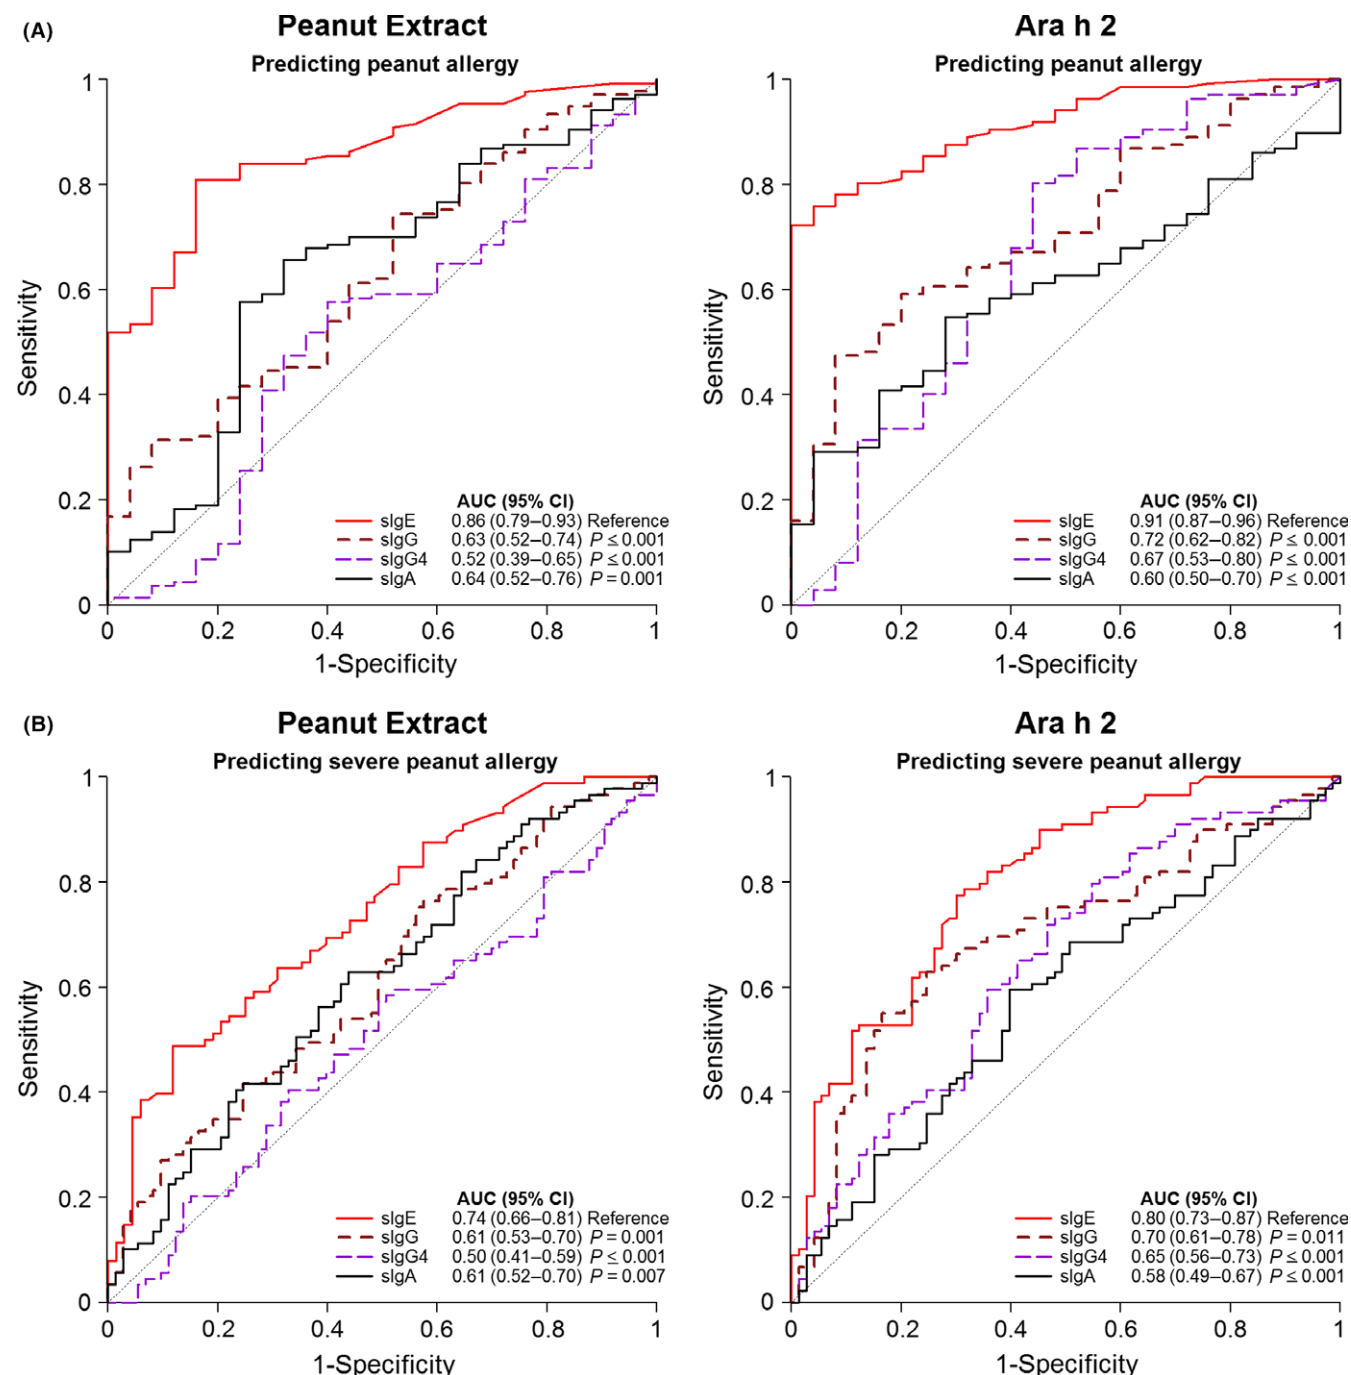 (A)
Peanut Extract
Predicting peanut allergy
1
0.8
0.6
0.4
0.2
0
Sensitivity
AUC (95% CI)
sIgE 0.86 (0.79–0.93) Reference
sIgG 0.63 (0.52–0.74) P ≤ 0.001
sIgG4 0.52 (0.39–0.65) P ≤ 0.001
sIgA 0.64 (0.52–0.76) P = 0.001
0 0.2 0.4 0.6 0.8 1
1-Specificity
Ara h 2
Predicting peanut allergy
1
0.8
0.6
0.4
0.2
0
Sensitivity
AUC (95% CI)
sIgE 0.91 (0.87–0.96) Reference
sIgG 0.72 (0.62–0.82) P ≤ 0.001
sIgG4 0.67 (0.53–0.80) P ≤ 0.001
sIgA 0.60 (0.50–0.70) P ≤ 0.001
0 0.2 0.4 0.6 0.8 1
1-Specificity
(B)
Peanut Extract
Predicting severe peanut allergy
1
0.8
0.6
0.4
0.2
0
Sensitivity
AUC (95% CI)
sIgE 0.74 (0.66–0.81) Reference
sIgG 0.61 (0.53–0.70) P = 0.001
sIgG4 0.50 (0.41–0.59) P ≤ 0.001
sIgA 0.61 (0.52–0.70) P = 0.007
0 0.2 0.4 0.6 0.8 1
1-Specificity
Ara h 2
Predicting severe peanut allergy
1
0.8
0.6
0.4
0.2
0
Sensitivity
AUC (95% CI)
sIgE 0.80 (0.73–0.87) Reference
sIgG 0.70 (0.61–0.78) P = 0.011
sIgG4 0.65 (0.56–0.73) P ≤ 0.001
sIgA 0.58 (0.49–0.67) P ≤ 0.001
0 0.2 0.4 0.6 0.8 1
1-Specificity